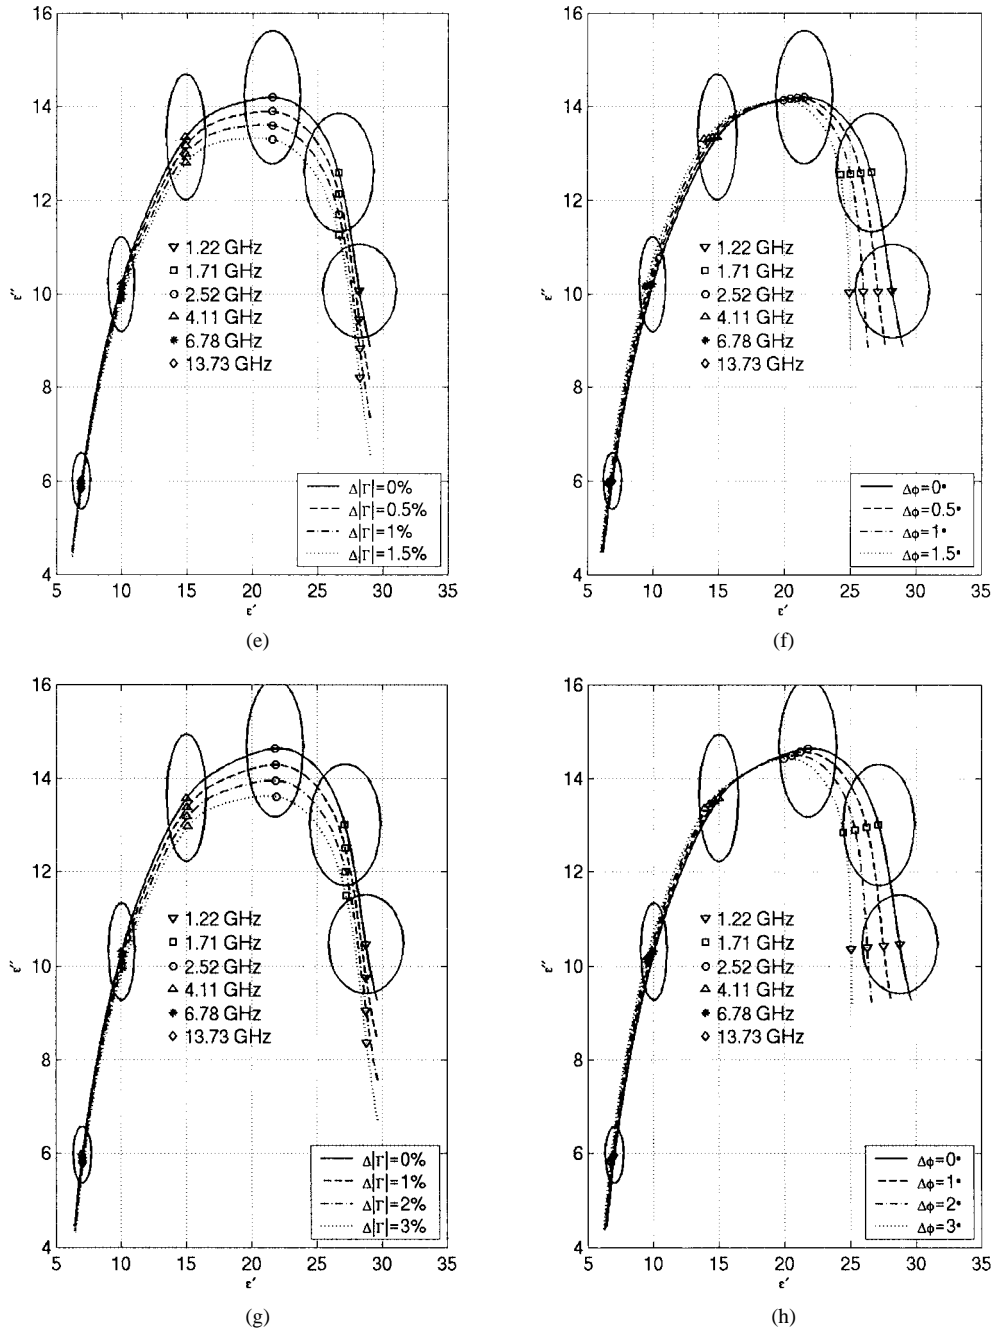 16
14
12
10
8
6
4
ε″
5 10 15 20 25 30 35
ε′
1.22 GHz
1.71 GHz
2.52 GHz
4.11 GHz
6.78 GHz
13.73 GHz
Δ|Γ|=0%
Δ|Γ|=0.5%
Δ|Γ|=1%
Δ|Γ|=1.5%
(e)
16
14
12
10
8
6
4
ε″
5 10 15 20 25 30 35
ε′
1.22 GHz
1.71 GHz
2.52 GHz
4.11 GHz
6.78 GHz
13.73 GHz
Δϕ=0°
Δϕ=0.5°
Δϕ=1°
Δϕ=1.5°
(f)
16
14
12
10
8
6
4
ε″
5 10 15 20 25 30 35
ε′
1.22 GHz
1.71 GHz
2.52 GHz
4.11 GHz
6.78 GHz
13.73 GHz
Δ|Γ|=0%
Δ|Γ|=1%
Δ|Γ|=2%
Δ|Γ|=3%
(g)
16
14
12
10
8
6
4
ε″
5 10 15 20 25 30 35
ε′
1.22 GHz
1.71 GHz
2.52 GHz
4.11 GHz
6.78 GHz
13.73 GHz
Δϕ=0°
Δϕ=1°
Δϕ=2°
Δϕ=3°
(h)